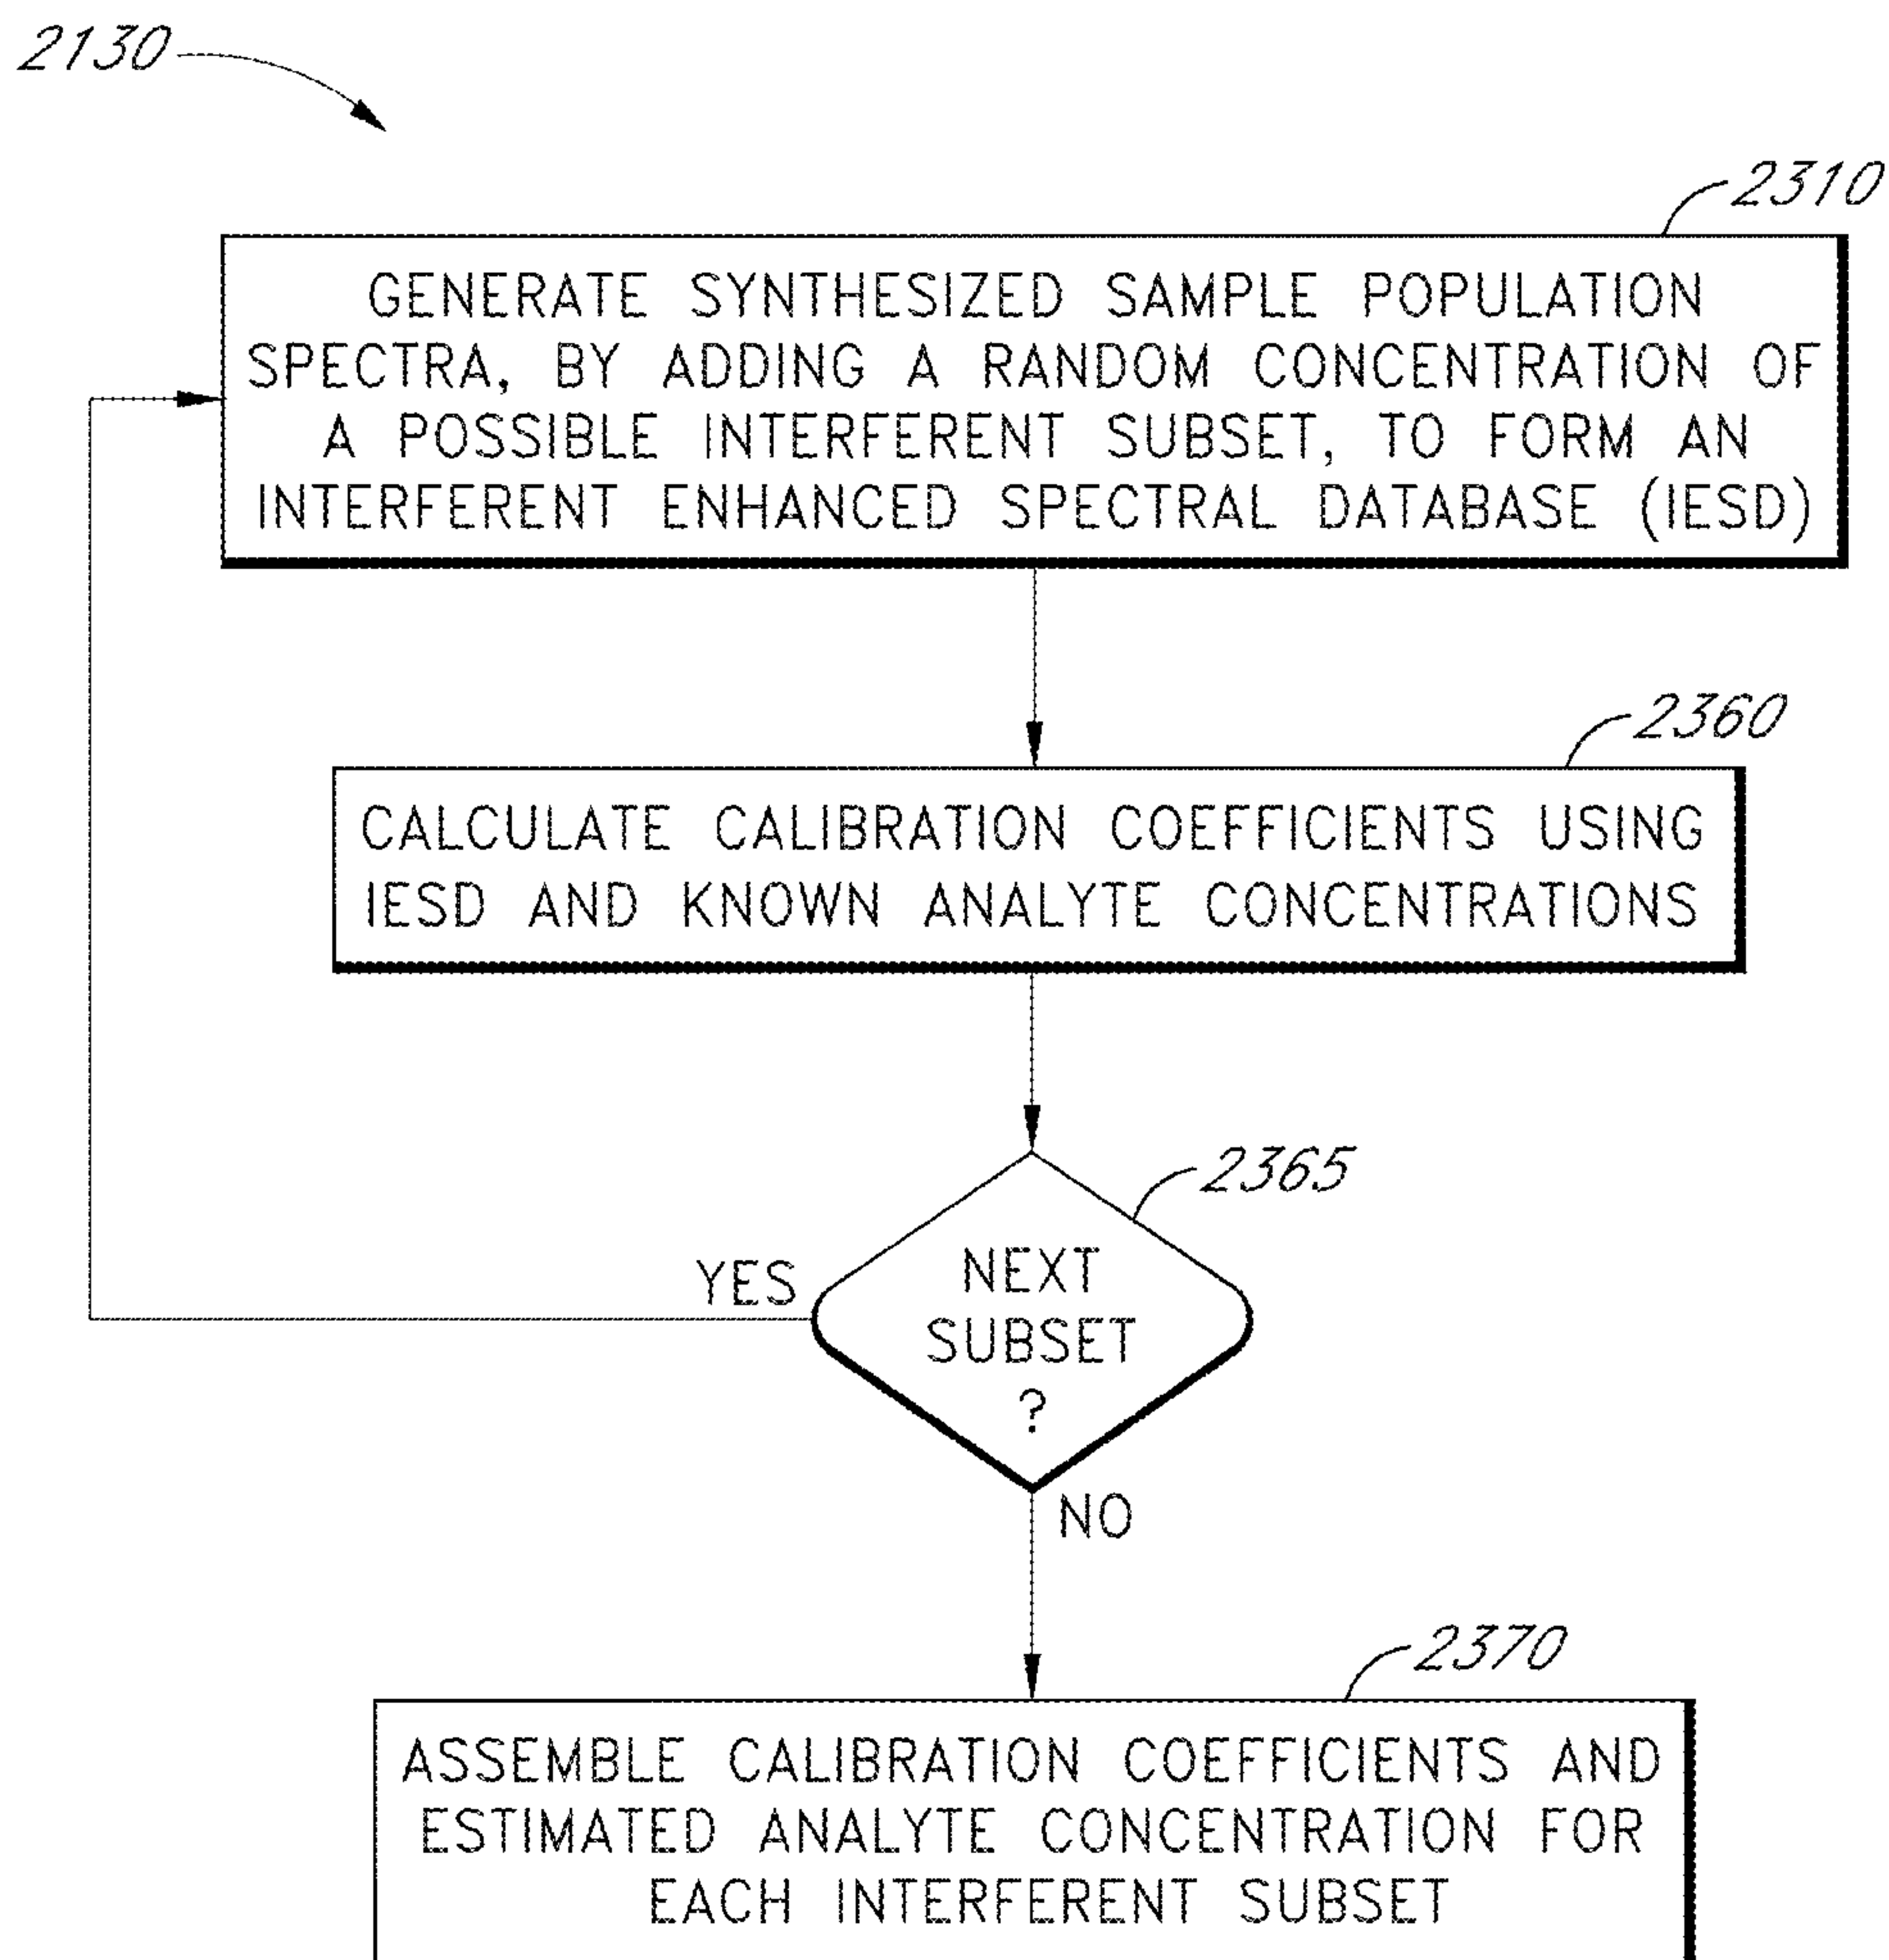 2130
2310
GENERATE SYNTHESIZED SAMPLE POPULATION
SPECTRA, BY ADDING A RANDOM CONCENTRATION OF
A POSSIBLE INTERFERENT SUBSET, TO FORM AN
INTERFERENT ENHANCED SPECTRAL DATABASE (IESD)
2360
CALCULATE CALIBRATION COEFFICIENTS USING
IESD AND KNOWN ANALYTE CONCENTRATIONS
2365
NEXT
SUBSET
?
YES
NO
2370
ASSEMBLE CALIBRATION COEFFICIENTS AND
ESTIMATED ANALYTE CONCENTRATION FOR
EACH INTERFERENT SUBSET